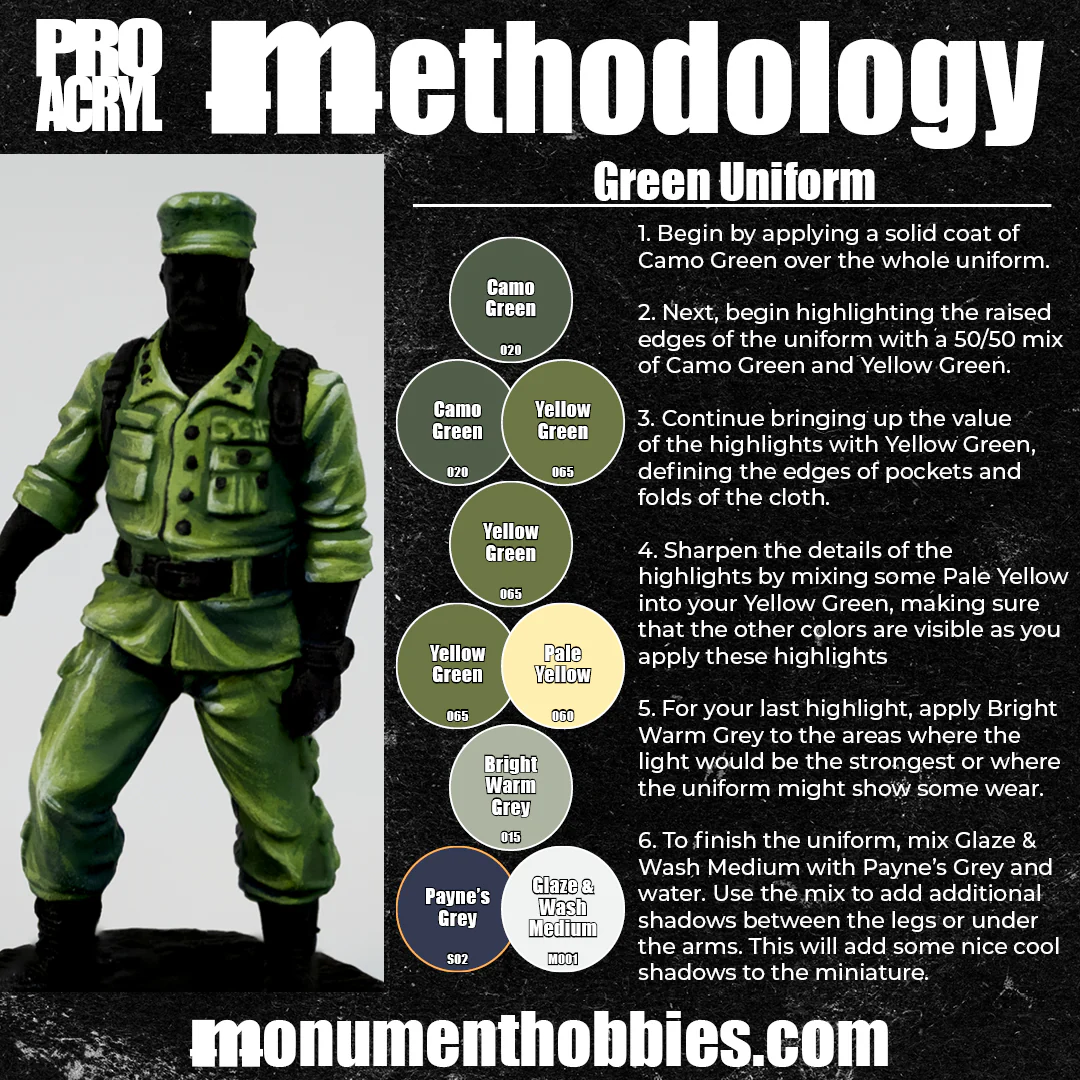 PRO
ACRYL
methodology
Green Uniform
Camo
Green
020
Camo
Green
020
Yellow
Green
065
Yellow
Green
065
Yellow
Green
065
Pale
Yellow
060
Bright
Warm
Grey
015
Payne's
Grey
S02
Glaze &
Wash
Medium
M001
1. Begin by applying a solid coat of
Camo Green over the whole uniform.
2. Next, begin highlighting the raised
edges of the uniform with a 50/50 mix
of Camo Green and Yellow Green.
3. Continue bringing up the value
of the highlights with Yellow Green,
defining the edges of pockets and
folds of the cloth.
4. Sharpen the details of the
highlights by mixing some Pale Yellow
into your Yellow Green, making sure
that the other colors are visible as you
apply these highlights
5. For your last highlight, apply Bright
Warm Grey to the areas where the
light would be the strongest or where
the uniform might show some wear.
6. To finish the uniform, mix Glaze &
Wash Medium with Payne's Grey and
water. Use the mix to add additional
shadows between the legs or under
the arms. This will add some nice cool
shadows to the miniature.
monumenthobbies.com